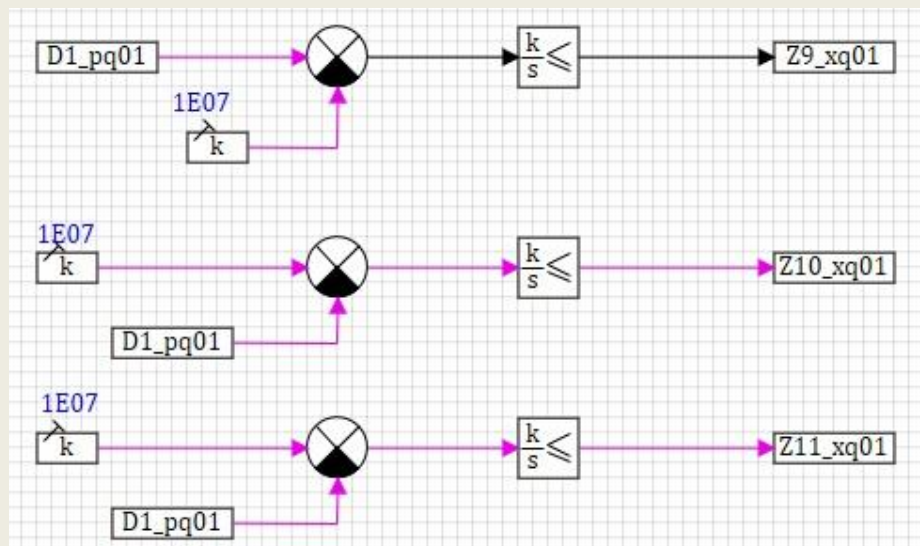 D1_pq01
k
s ≤
Z9_xq01
1E07
k
1E07
k
k
s ≤
Z10_xq01
D1_pq01
1E07
k
k
s ≤
Z11_xq01
D1_pq01